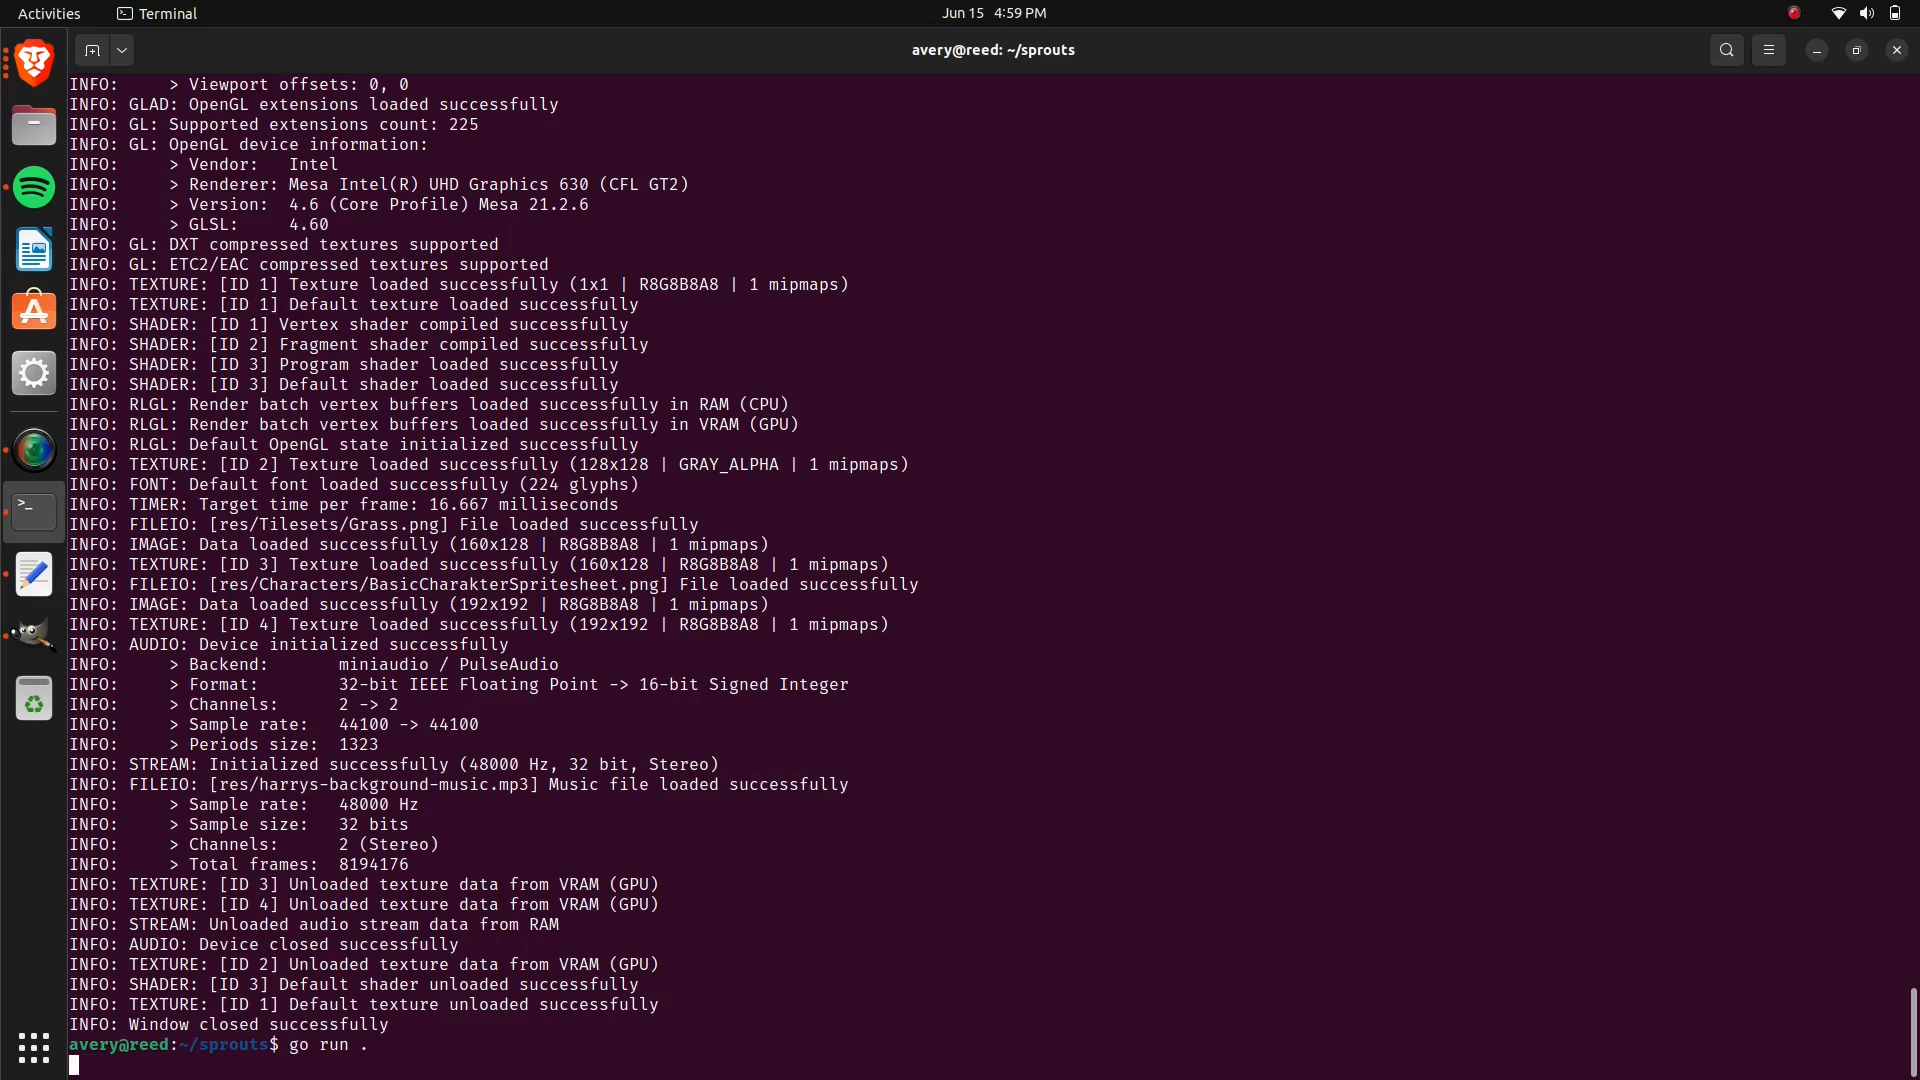 Activities Terminal Jun 15 4:59 PM
avery@reed: ~/sprouts
INFO:     > Viewport offsets: 0, 0
INFO: GLAD: OpenGL extensions loaded successfully
INFO: GL: Supported extensions count: 225
INFO: GL: OpenGL device information:
INFO:     > Vendor:   Intel
INFO:     > Renderer: Mesa Intel(R) UHD Graphics 630 (CFL GT2)
INFO:     > Version:  4.6 (Core Profile) Mesa 21.2.6
INFO:     > GLSL:     4.60
INFO: GL: DXT compressed textures supported
INFO: GL: ETC2/EAC compressed textures supported
INFO: TEXTURE: [ID 1] Texture loaded successfully (1x1 | R8G8B8A8 | 1 mipmaps)
INFO: TEXTURE: [ID 1] Default texture loaded successfully
INFO: SHADER: [ID 1] Vertex shader compiled successfully
INFO: SHADER: [ID 2] Fragment shader compiled successfully
INFO: SHADER: [ID 3] Program shader loaded successfully
INFO: SHADER: [ID 3] Default shader loaded successfully
INFO: RLGL: Render batch vertex buffers loaded successfully in RAM (CPU)
INFO: RLGL: Render batch vertex buffers loaded successfully in VRAM (GPU)
INFO: RLGL: Default OpenGL state initialized successfully
INFO: TEXTURE: [ID 2] Texture loaded successfully (128x128 | GRAY_ALPHA | 1 mipmaps)
INFO: FONT: Default font loaded successfully (224 glyphs)
INFO: TIMER: Target time per frame: 16.667 milliseconds
INFO: FILEIO: [res/Tilesets/Grass.png] File loaded successfully
INFO: IMAGE: Data loaded successfully (160x128 | R8G8B8A8 | 1 mipmaps)
INFO: TEXTURE: [ID 3] Texture loaded successfully (160x128 | R8G8B8A8 | 1 mipmaps)
INFO: FILEIO: [res/Characters/BasicCharakterSpritesheet.png] File loaded successfully
INFO: IMAGE: Data loaded successfully (192x192 | R8G8B8A8 | 1 mipmaps)
INFO: TEXTURE: [ID 4] Texture loaded successfully (192x192 | R8G8B8A8 | 1 mipmaps)
INFO: AUDIO: Device initialized successfully
INFO:     > Backend:       miniaudio / PulseAudio
INFO:     > Format:        32-bit IEEE Floating Point -> 16-bit Signed Integer
INFO:     > Channels:      2 -> 2
INFO:     > Sample rate:   44100 -> 44100
INFO:     > Periods size:  1323
INFO: STREAM: Initialized successfully (48000 Hz, 32 bit, Stereo)
INFO: FILEIO: [res/harrys-background-music.mp3] Music file loaded successfully
INFO:     > Sample rate:   48000 Hz
INFO:     > Sample size:   32 bits
INFO:     > Channels:      2 (Stereo)
INFO:     > Total frames:  8194176
INFO: TEXTURE: [ID 3] Unloaded texture data from VRAM (GPU)
INFO: TEXTURE: [ID 4] Unloaded texture data from VRAM (GPU)
INFO: STREAM: Unloaded audio stream data from RAM
INFO: AUDIO: Device closed successfully
INFO: TEXTURE: [ID 2] Unloaded texture data from VRAM (GPU)
INFO: SHADER: [ID 3] Default shader unloaded successfully
INFO: TEXTURE: [ID 1] Default texture unloaded successfully
INFO: Window closed successfully
avery@reed:~/sprouts$ go run .